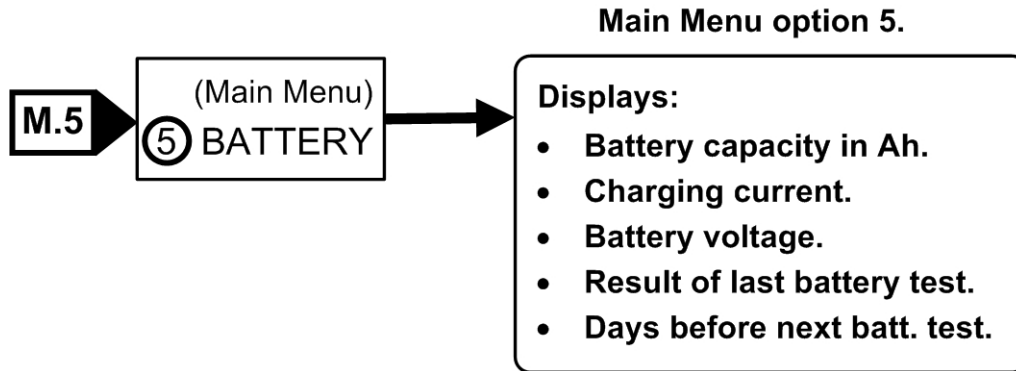 Main Menu option 5.
M.5
(Main Menu)
5 BATTERY
Displays:
• Battery capacity in Ah.
• Charging current.
• Battery voltage.
• Result of last battery test.
• Days before next batt. test.